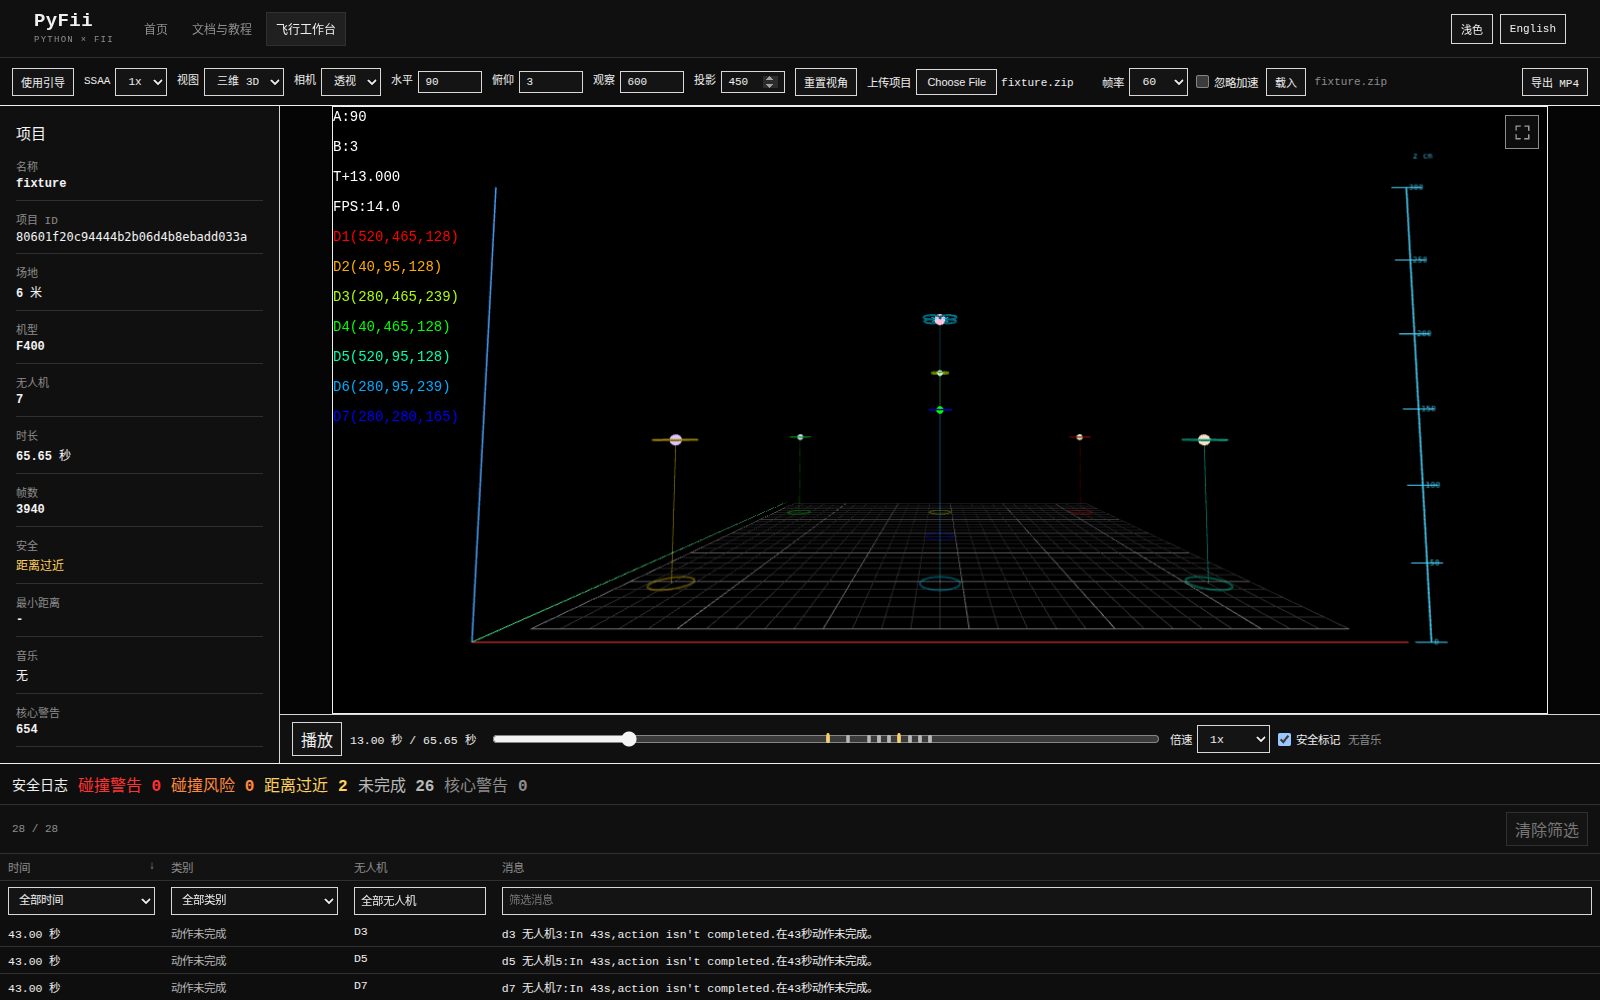 PyFii
PYTHON × FII
首页
文档与教程
飞行工作台
浅色
English
使用引导
SSAA 1x
视图 三维 3D
相机 透视
水平 90
俯仰 3
观察 600
投影 450
重置视角
上传项目 Choose File fixture.zip
帧率 60
忽略加速
载入
fixture.zip
导出 MP4
项目
名称
fixture
项目 ID
80601f20c94444b2b06d4b8ebadd033a
场地
6 米
机型
F400
无人机
7
时长
65.65 秒
帧数
3940
安全
距离过近
最小距离
-
音乐
无
核心警告
654
A:90
B:3
T+13.000
FPS:14.0
D1(520,465,128)
D2(40,95,128)
D3(280,465,239)
D4(40,465,128)
D5(520,95,128)
D6(280,95,239)
D7(280,280,165)
z cm
300
250
200
150
100
50
0
播放
13.00 秒 / 65.65 秒
倍速 1x
安全标记
无音乐
安全日志 碰撞警告 0 碰撞风险 0 距离过近 2 未完成 26 核心警告 0
28 / 28
清除筛选
时间 ↓ 类别 无人机 消息
全部时间 全部类别 全部无人机 筛选消息
43.00 秒 动作未完成 D3 d3 无人机3:In 43s,action isn't completed.在43秒动作未完成。
43.00 秒 动作未完成 D5 d5 无人机5:In 43s,action isn't completed.在43秒动作未完成。
43.00 秒 动作未完成 D7 d7 无人机7:In 43s,action isn't completed.在43秒动作未完成。